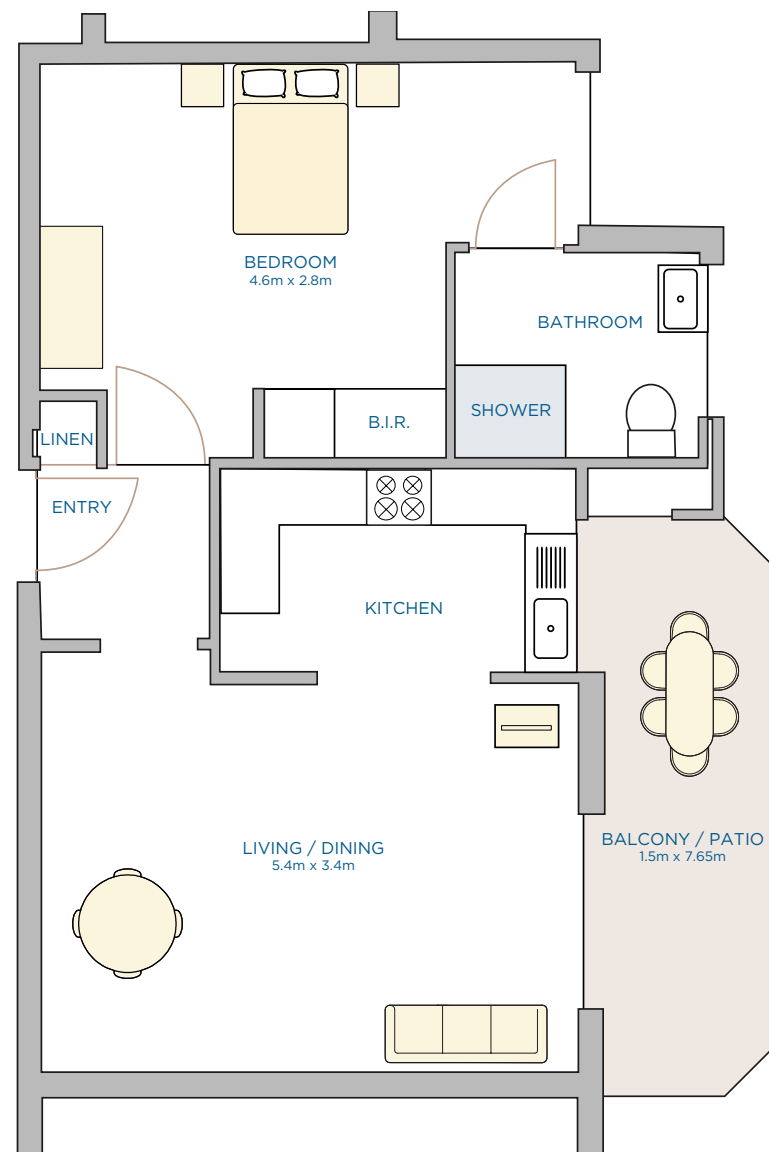 BEDROOM
4.6m x 2.8m
BATHROOM
SHOWER
B.I.R.
LINEN
ENTRY
KITCHEN
LIVING / DINING
5.4m x 3.4m
BALCONY / PATIO
1.5m x 7.65m